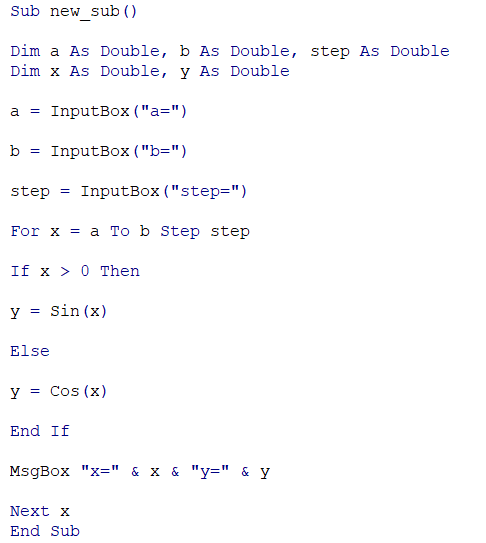 Sub new_sub()
Dim a As Double, b As Double, step As Double
Dim x As Double, y As Double
a = InputBox("a=")
b = InputBox("b=")
step = InputBox("step=")
For x = a To b Step step
If x > 0 Then
y = Sin(x)
Else
y = Cos(x)
End If
MsgBox "x=" & x & "y=" & y
Next x
End Sub